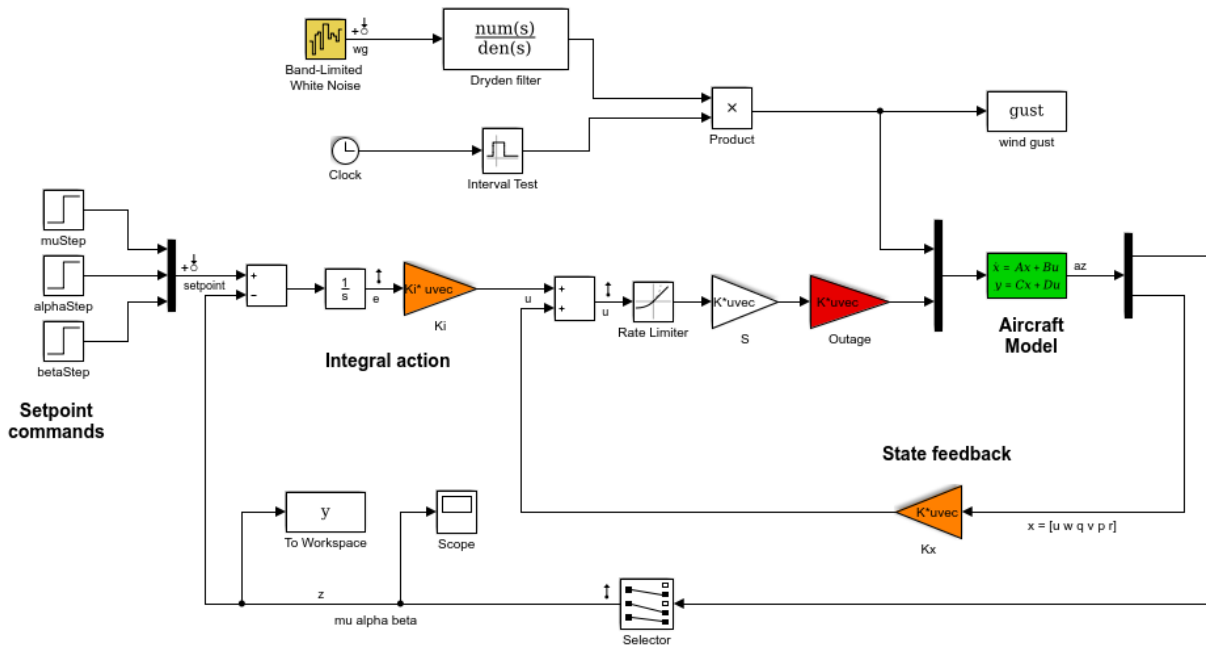 num(s)
den(s)
+
wg
Band-Limited
White Noise
Dryden filter
×
gust
Product
wind gust
Clock
Interval Test
muStep
alphaStep
betaStep
+
setpoint
+
−
1
s
e
Ki* uvec
Ki
u
+
+
u
Rate Limiter
K*uvec
S
K*uvec
Outage
ẋ = Ax + Bu
y = Cx + Du
az
Aircraft
Model
Integral action
Setpoint
commands
State feedback
K*uvec
Kx
x = [u w q v p r]
y
To Workspace
Scope
z
mu alpha beta
Selector